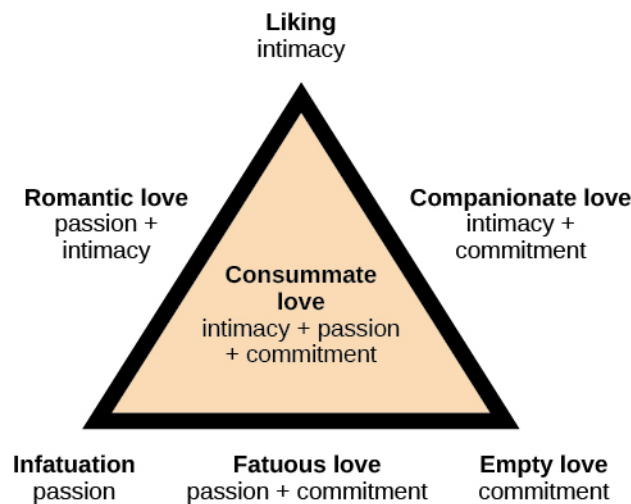 Liking
intimacy
Romantic love
passion +
intimacy
Companionate love
intimacy +
commitment
Consummate
love
intimacy + passion
+ commitment
Infatuation
passion
Fatuous love
passion + commitment
Empty love
commitment